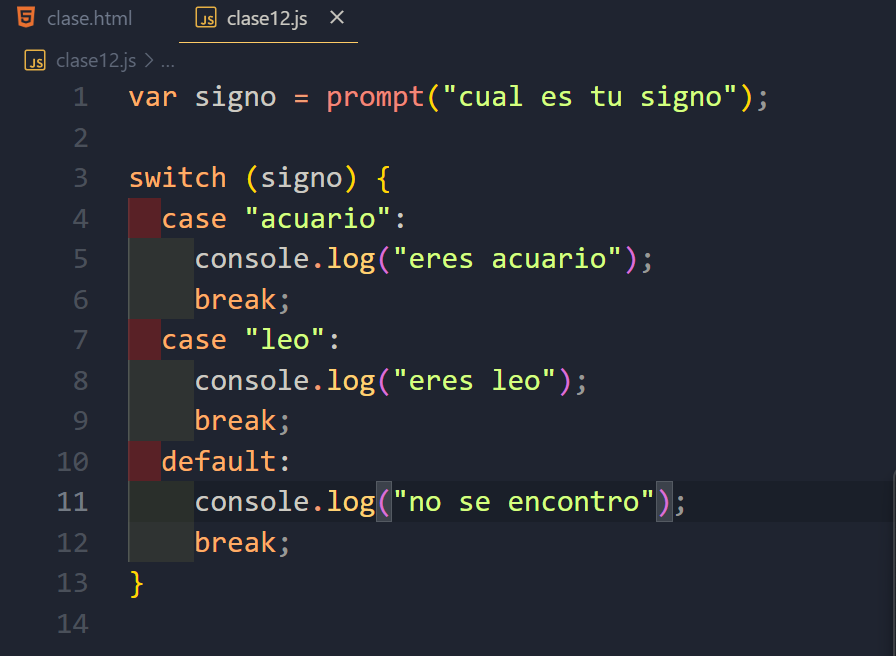 clase.html
JS clase12.js ×
JS clase12.js > ...
1 var signo = prompt("cual es tu signo");
2
3 switch (signo) {
4   case "acuario":
5     console.log("eres acuario");
6     break;
7   case "leo":
8     console.log("eres leo");
9     break;
10   default:
11     console.log("no se encontro");
12     break;
13 }
14